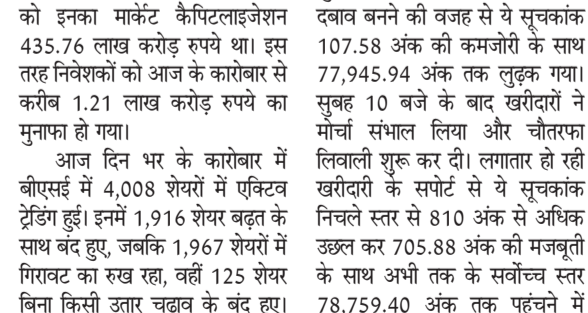 को इनका मार्केट कैपिटलाइजेशन
435.76 लाख करोड़ रुपये था। इस
तरह निवेशकों को आज के कारोबार से
करीब 1.21 लाख करोड़ रुपये का
मुनाफा हो गया।
आज दिन भर के कारोबार में
बीएसई में 4,008 शेयरों में एक्टिव
ट्रेडिंग हुई। इनमें 1,916 शेयर बढ़त के
साथ बंद हुए, जबकि 1,967 शेयरों में
गिरावट का रुख रहा, वहीं 125 शेयर
बिना किसी उतार चढ़ाव के बंद हुए।
दबाव बनने की वजह से ये सूचकांक
107.58 अंक की कमजोरी के साथ
77,945.94 अंक तक लुढ़क गया।
सुबह 10 बजे के बाद खरीदारों ने
मोर्चा संभाल लिया और चौतरफा
लिवाली शुरू कर दी। लगातार हो रही
खरीदारी के सपोर्ट से ये सूचकांक
निचले स्तर से 810 अंक से अधिक
उछल कर 705.88 अंक की मजबूती
के साथ अभी तक के सर्वोच्च स्तर
78,759.40 अंक तक पहुंचने में